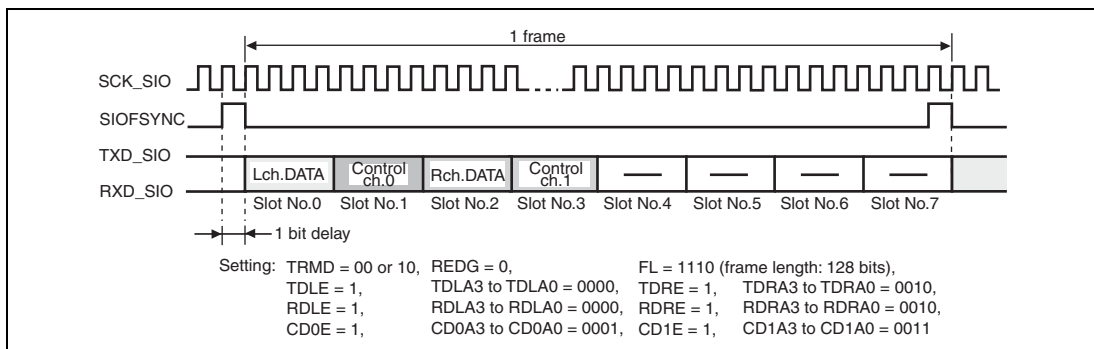 1 frame
SCK_SIO
SIOFSYNC
TXD_SIO
RXD_SIO
Lch.DATA Control ch.0 Rch.DATA Control ch.1 — — — —
Slot No.0 Slot No.1 Slot No.2 Slot No.3 Slot No.4 Slot No.5 Slot No.6 Slot No.7
1 bit delay
Setting: TRMD = 00 or 10, REDG = 0, FL = 1110 (frame length: 128 bits),
TDLE = 1, TDLA3 to TDLA0 = 0000, TDRE = 1, TDRA3 to TDRA0 = 0010,
RDLE = 1, RDLA3 to RDLA0 = 0000, RDRE = 1, RDRA3 to RDRA0 = 0010,
CD0E = 1, CD0A3 to CD0A0 = 0001, CD1E = 1, CD1A3 to CD1A0 = 0011